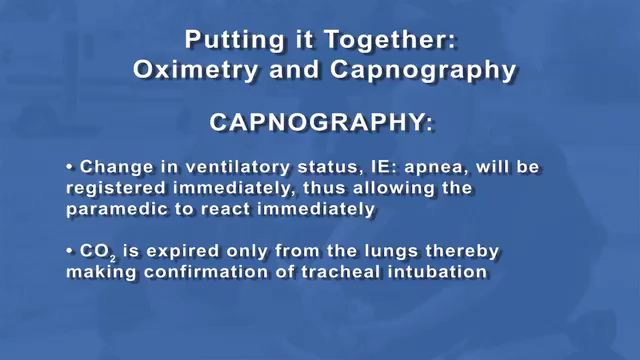 Putting it Together:
Oximetry and Capnography
CAPNOGRAPHY:
• Change in ventilatory status, IE: apnea, will be
registered immediately, thus allowing the
paramedic to react immediately
• CO₂ is expired only from the lungs thereby
making confirmation of tracheal intubation